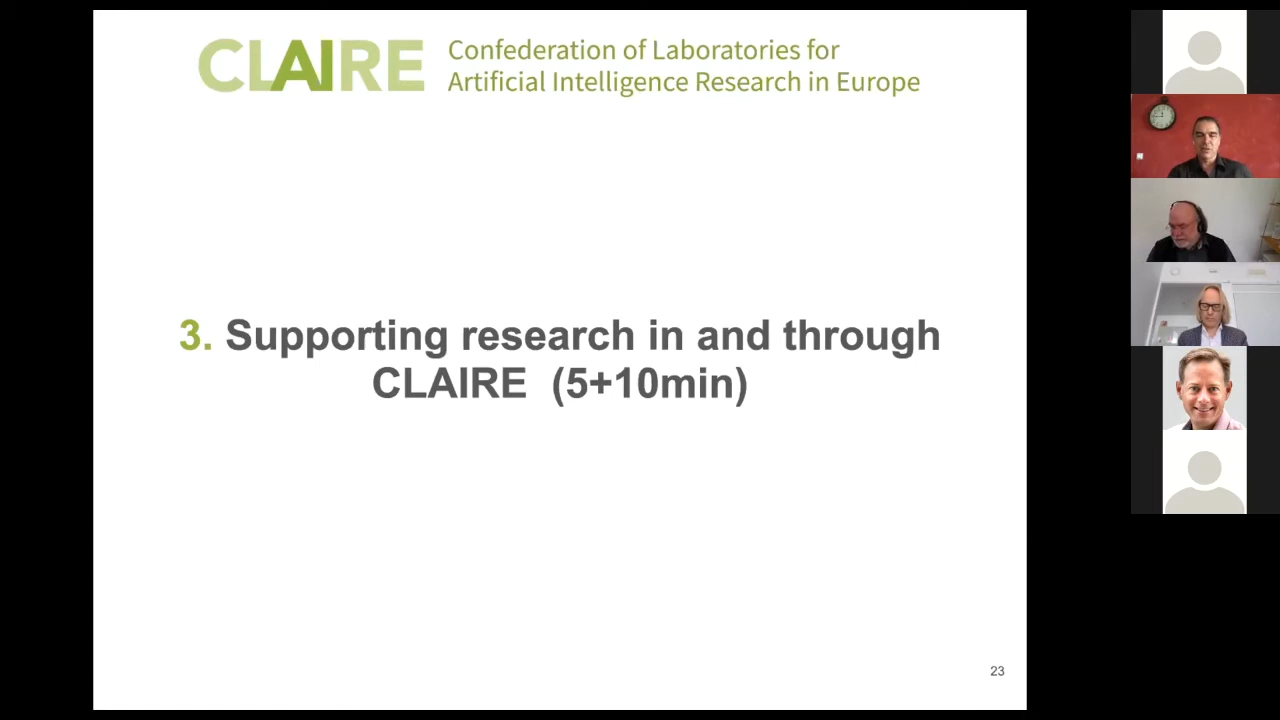 CLAIRE
Confederation of Laboratories for
Artificial Intelligence Research in Europe
3. Supporting research in and through
CLAIRE (5+10min)
23